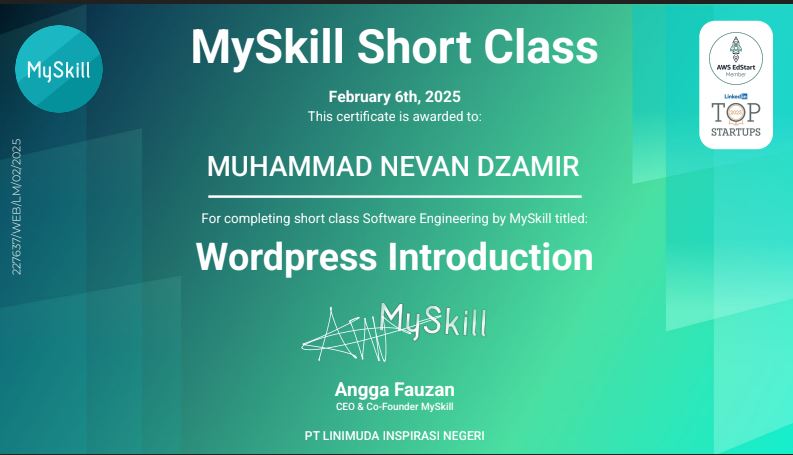 MySkill
MySkill Short Class
AWS EdStart
Member
LinkedIn
TOP
2022
STARTUPS
February 6th, 2025
This certificate is awarded to:
MUHAMMAD NEVAN DZAMIR
227637/WEB/LM/02/2025
For completing short class Software Engineering by MySkill titled:
Wordpress Introduction
MySkill
Angga Fauzan
CEO & Co-Founder MySkill
PT LINIMUDA INSPIRASI NEGERI